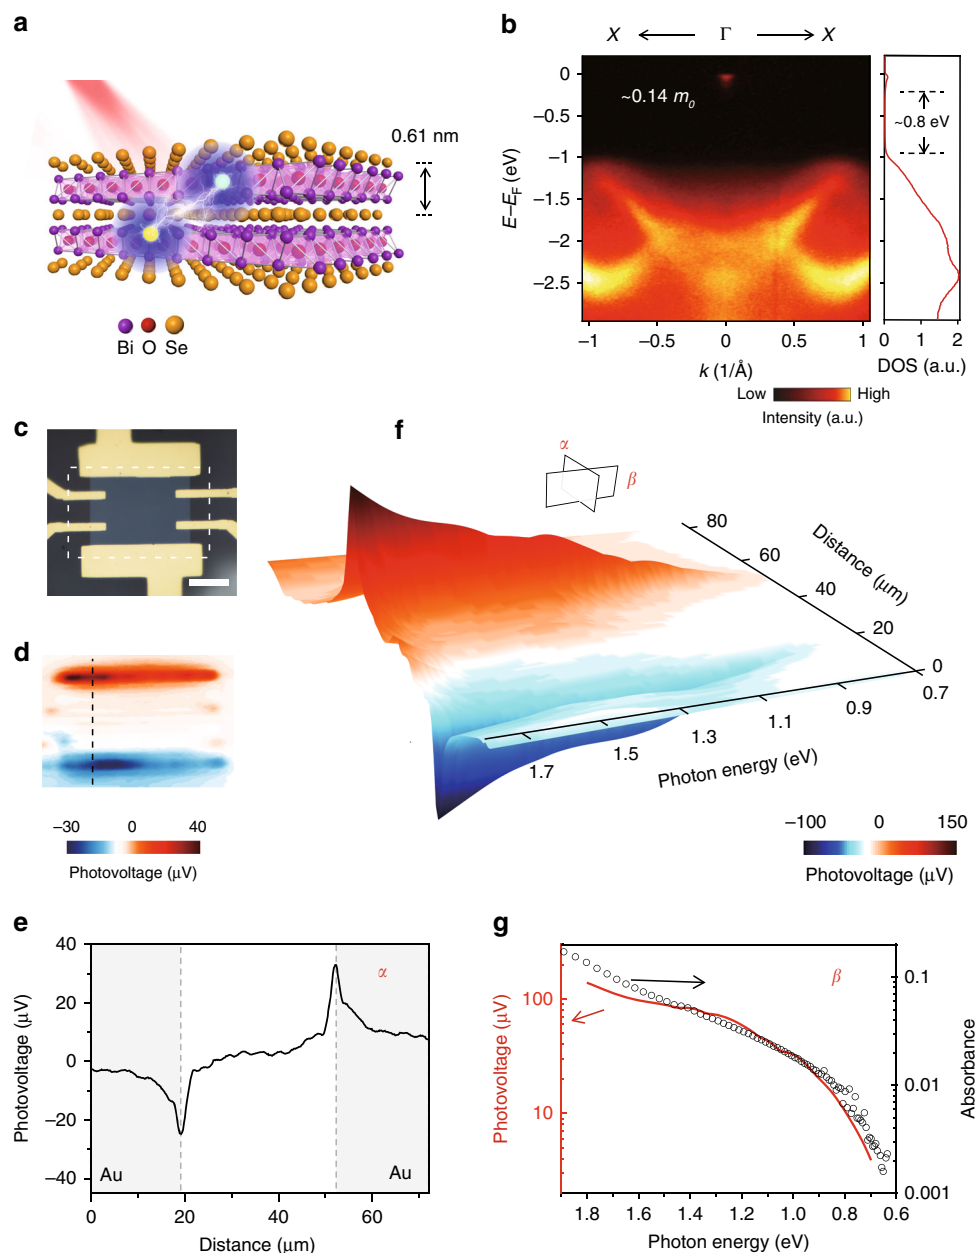 a
0.61 nm
Bi O Se
b
X Γ X
~0.14 m0
~0.8 eV
0
−1
−1.5
−2
−2.5
E–EF (eV)
−1 −0.5 0 0.5 1
k (1/Å)
0 1 2
DOS (a.u.)
Low High
Intensity (a.u.)
c
d
−30 0 40
Photovoltage (μV)
f
α
β
80
60
40
20
0
Distance (μm)
0.7
0.9
1.1
1.3
1.5
1.7
Photon energy (eV)
−100 0 150
Photovoltage (μV)
e
α
40
20
0
−20
−40
Photovoltage (μV)
Au Au
0 20 40 60
Distance (μm)
g
β
100
10
Photovoltage (μV)
0.1
0.01
0.001
Absorbance
1.8 1.6 1.4 1.2 1.0 0.8 0.6
Photon energy (eV)